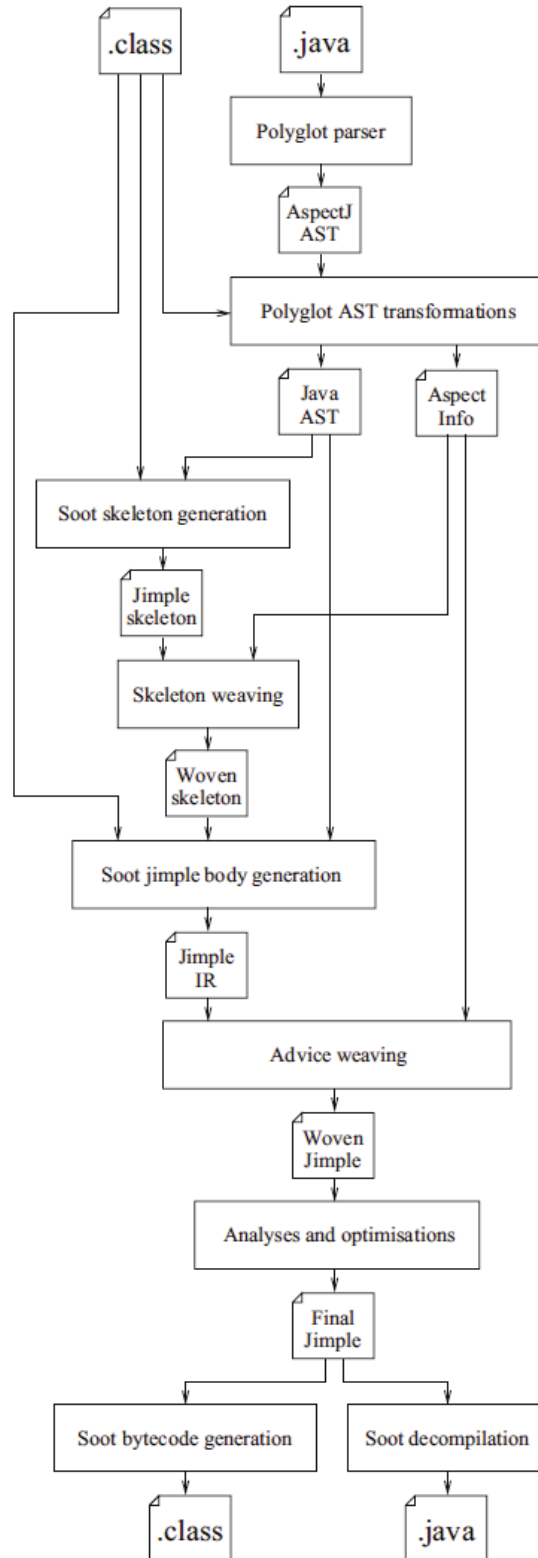 .class
.java
Polyglot parser
AspectJ
AST
Polyglot AST transformations
Java
AST
Aspect
Info
Soot skeleton generation
Jimple
skeleton
Skeleton weaving
Woven
skeleton
Soot jimple body generation
Jimple
IR
Advice weaving
Woven
Jimple
Analyses and optimisations
Final
Jimple
Soot bytecode generation
Soot decompilation
.class
.java